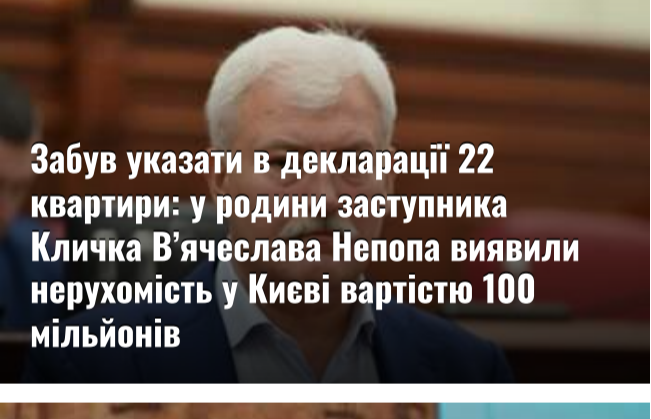 Забув указати в декларації 22
квартири: у родини заступника
Кличка В’ячеслава Непопа виявили
нерухомість у Києві вартістю 100
мільйонів